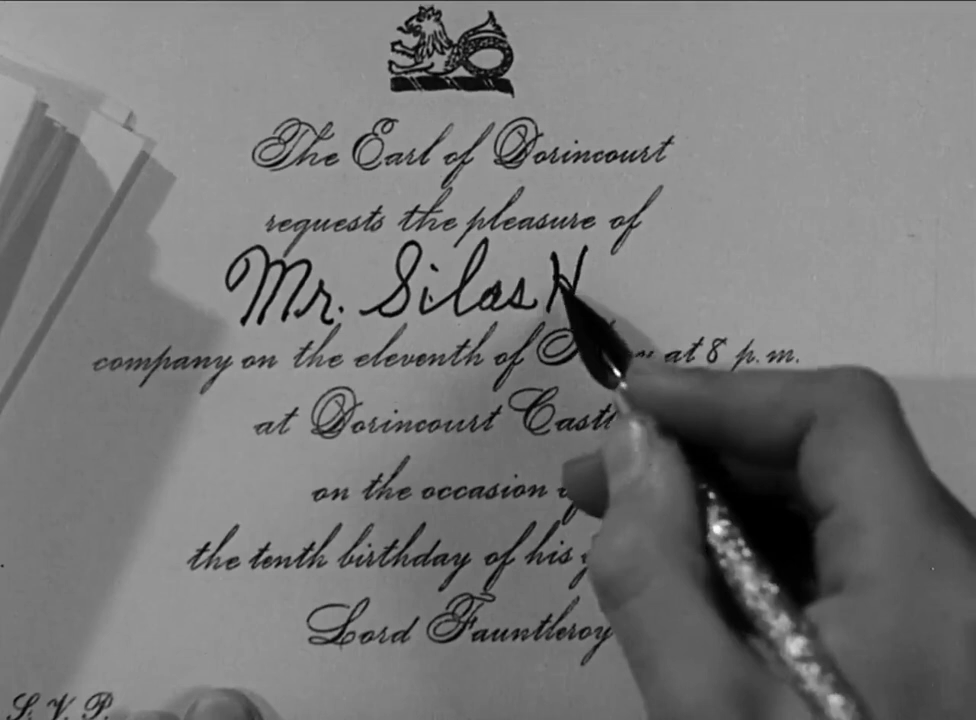 The Earl of Dorincourt
requests the pleasure of
Mr. Silas H
company on the eleventh of at 8 p.m.
at Dorincourt
on the occasion
the tenth birthday of his
Lord Fauntleroy
S. V. P.